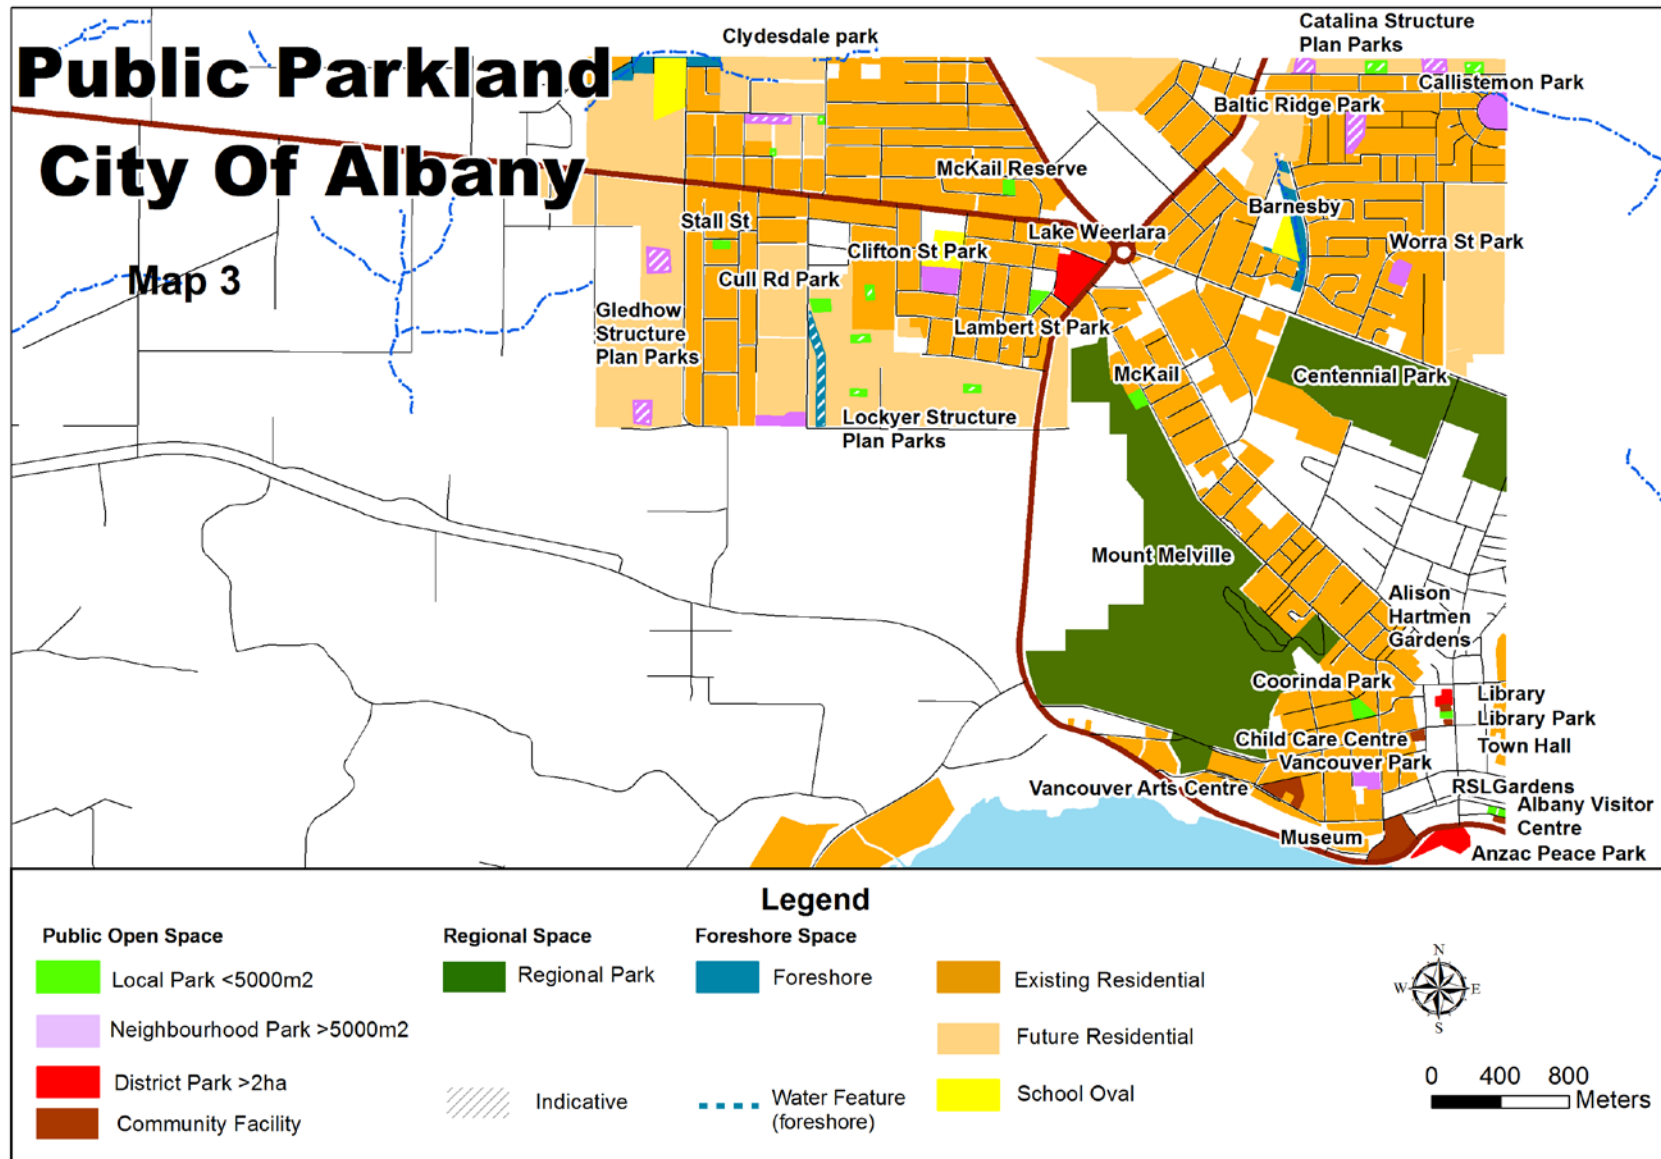 Public Parkland
City Of Albany
Map 3
Clydesdale park
Catalina Structure
Plan Parks
Callistemon Park
Baltic Ridge Park
McKail Reserve
Barnesby
Stall St
Lake Weerlara
Worra St Park
Clifton St Park
Cull Rd Park
Gledhow
Structure
Plan Parks
Lambert St Park
McKail
Centennial Park
Lockyer Structure
Plan Parks
Mount Melville
Alison
Hartmen
Gardens
Coorinda Park
Library
Library Park
Child Care Centre
Town Hall
Vancouver Park
Vancouver Arts Centre
RSLGardens
Albany Visitor
Centre
Museum
Anzac Peace Park
Legend
Public Open Space
Local Park <5000m2
Neighbourhood Park >5000m2
District Park >2ha
Community Facility
Regional Space
Regional Park
Indicative
Foreshore Space
Foreshore
Water Feature
(foreshore)
Existing Residential
Future Residential
School Oval
N
W
E
S
0 400 800
Meters